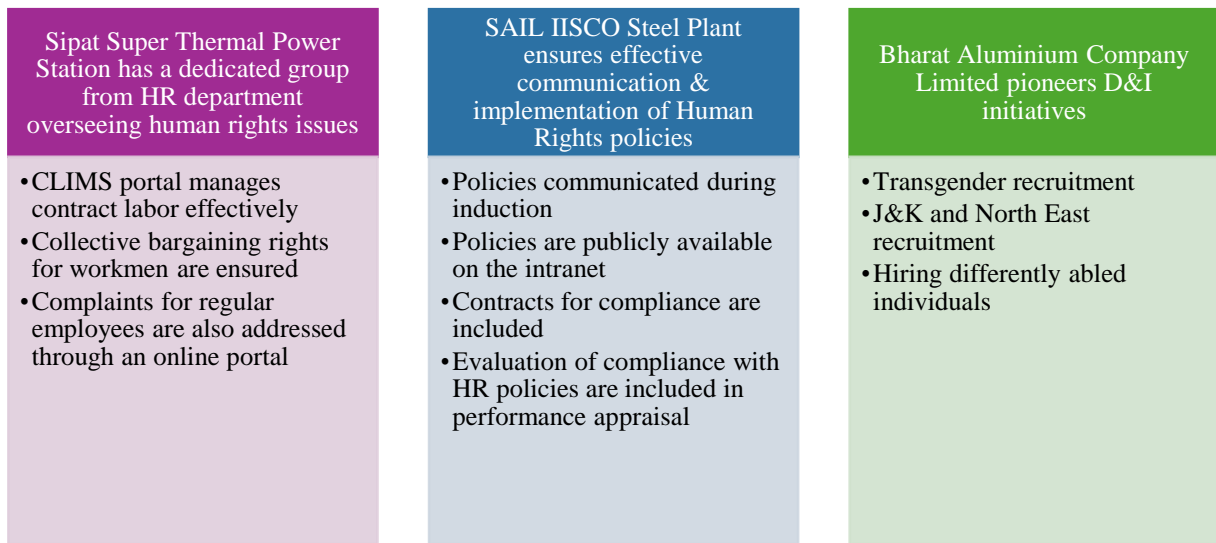 Sipat Super Thermal Power
Station has a dedicated group
from HR department
overseeing human rights issues
•CLIMS portal manages
contract labor effectively
•Collective bargaining rights
for workmen are ensured
•Complaints for regular
employees are also addressed
through an online portal
SAIL IISCO Steel Plant
ensures effective
communication &
implementation of Human
Rights policies
•Policies communicated during
induction
•Policies are publicly available
on the intranet
•Contracts for compliance are
included
•Evaluation of compliance with
HR policies are included in
performance appraisal
Bharat Aluminium Company
Limited pioneers D&I
initiatives
•Transgender recruitment
•J&K and North East
recruitment
•Hiring differently abled
individuals